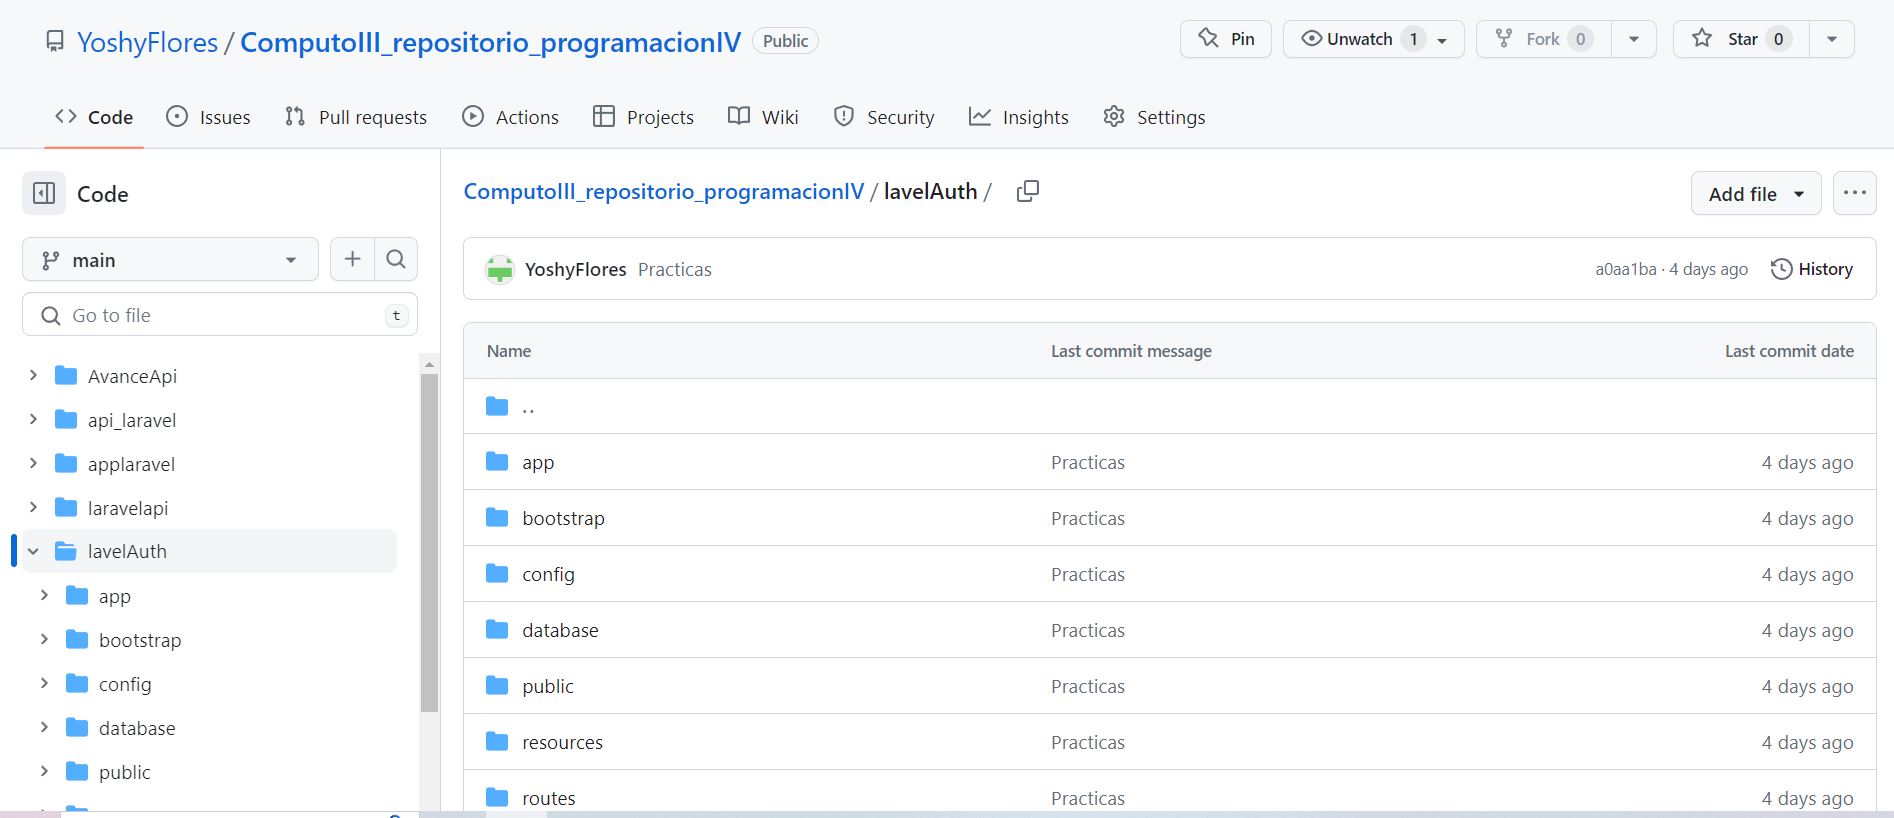 YoshyFlores / ComputoIII_repositorio_programacionIV Public
Pin Unwatch 1 Fork 0 Star 0
Code Issues Pull requests Actions Projects Wiki Security Insights Settings
Code
main
Go to file t
AvanceApi
api_laravel
applaravel
laravelapi
lavelAuth
app
bootstrap
config
database
public
ComputoIII_repositorio_programacionIV / lavelAuth /
Add file
YoshyFlores Practicas a0aa1ba · 4 days ago History
Name Last commit message Last commit date
..
app Practicas 4 days ago
bootstrap Practicas 4 days ago
config Practicas 4 days ago
database Practicas 4 days ago
public Practicas 4 days ago
resources Practicas 4 days ago
routes Practicas 4 days ago